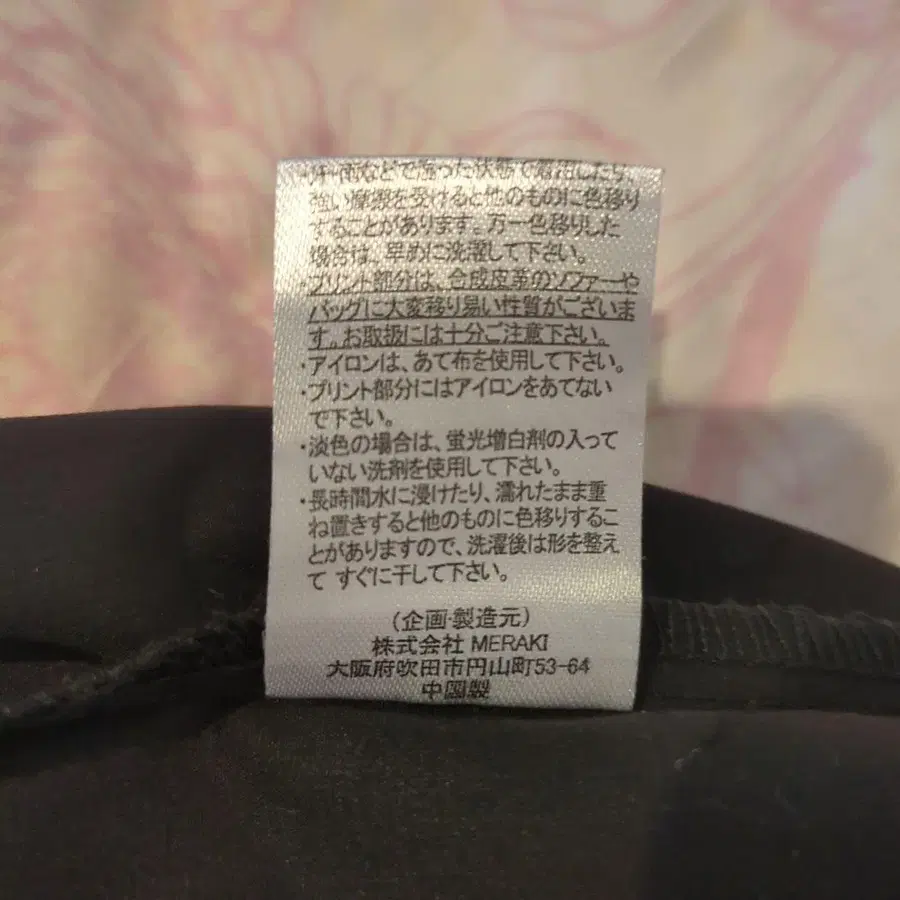 ・汗・雨などで湿った状態で着用したり、
強い摩擦を受けると他のものに色移り
することがあります。万一色移りした
場合は、早めに洗濯して下さい。
・プリント部分は、合成皮革のソファーや
バッグに大変移り易い性質がございま
す。お取扱には十分ご注意下さい。
・アイロンは、あて布を使用して下さい。
・プリント部分にはアイロンをあてない
で下さい。
・淡色の場合は、蛍光増白剤の入って
いない洗剤を使用して下さい。
・長時間水に浸けたり、濡れたまま重
ね置きすると他のものに色移りするこ
とがありますので、洗濯後は形を整え
て すぐに干して下さい。
(企画・製造元)
株式会社 MERAKI
大阪府吹田市円山町53-64
中国製